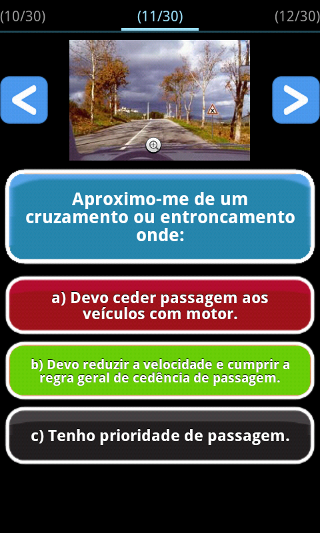 (10/30) (11/30) (12/30)
Aproximo-me de um
cruzamento ou entroncamento
onde:
a) Devo ceder passagem aos
veículos com motor.
b) Devo reduzir a velocidade e cumprir a
regra geral de cedência de passagem.
c) Tenho prioridade de passagem.